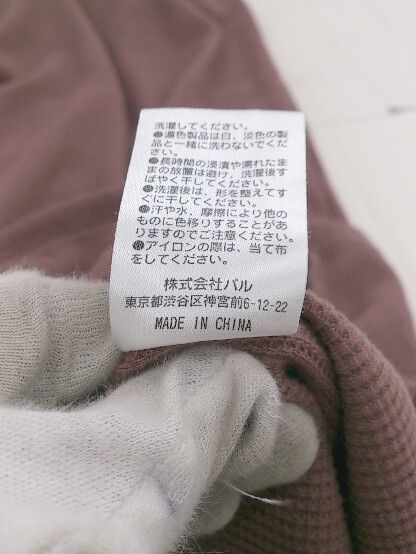 洗濯してください。
●濃色製品は白、淡色の製
品と一緒に洗わないでくだ
さい。
●長時間の浸漬や濡れたま
まの放置は避け、洗濯後す
ばやく干してください。
●洗濯後は、形を整えてす
ぐに干してください。
●汗や水、摩擦により他の
ものに色移りすることがあ
りますのでご注意ください。
●アイロンの際は、当て布
をしてください。
株式会社パル
東京都渋谷区神宮前6-12-22
MADE IN CHINA